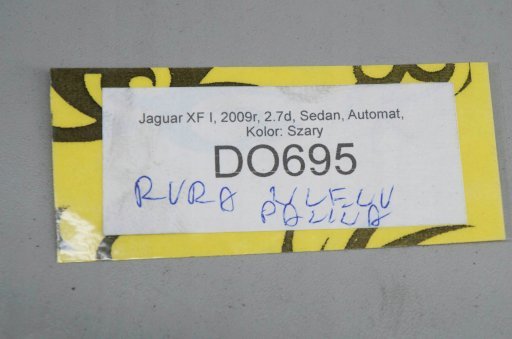 Jaguar XF I, 2009r, 2.7d, Sedan, Automat,
Kolor: Szary
DO695
RURA WLEWU
PALIWA